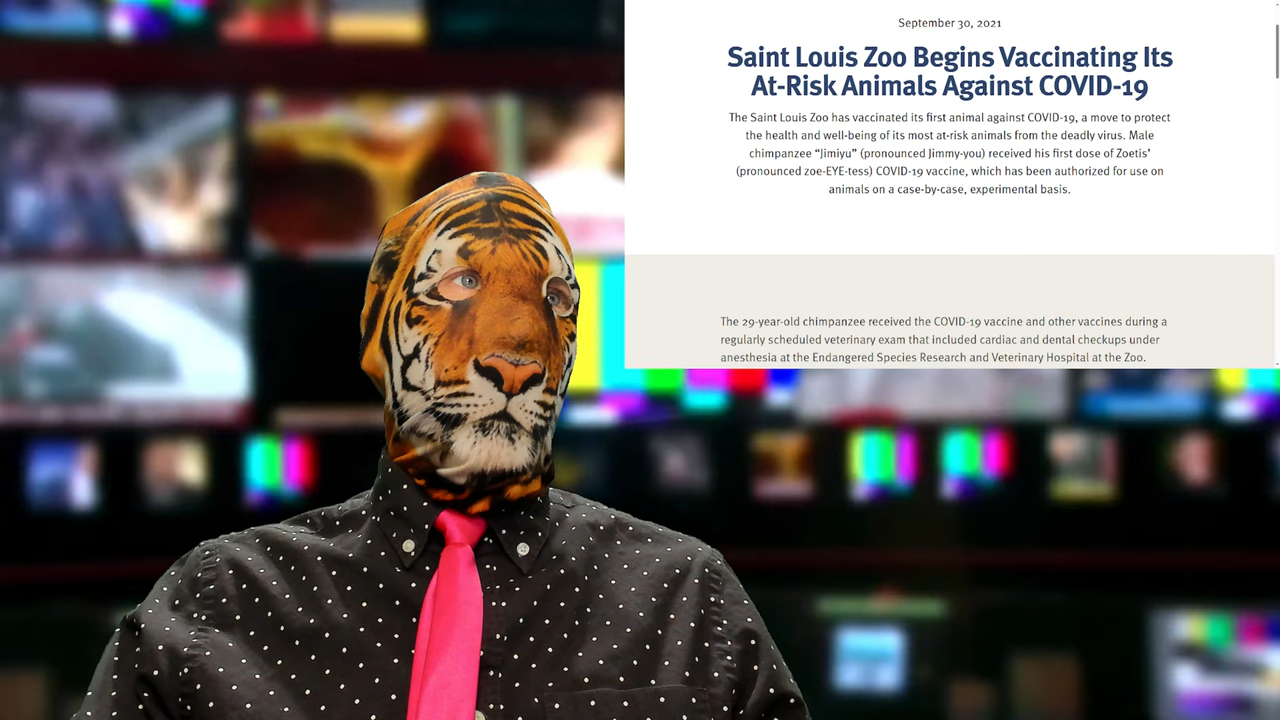 September 30, 2021
Saint Louis Zoo Begins Vaccinating Its
At-Risk Animals Against COVID-19
The Saint Louis Zoo has vaccinated its first animal against COVID-19, a move to protect
the health and well-being of its most at-risk animals from the deadly virus. Male
chimpanzee “Jimiyu” (pronounced Jimmy-you) received his first dose of Zoetis’
(pronounced zoe-EYE-tess) COVID-19 vaccine, which has been authorized for use on
animals on a case-by-case, experimental basis.
The 29-year-old chimpanzee received the COVID-19 vaccine and other vaccines during a
regularly scheduled veterinary exam that included cardiac and dental checkups under
anesthesia at the Endangered Species Research and Veterinary Hospital at the Zoo.